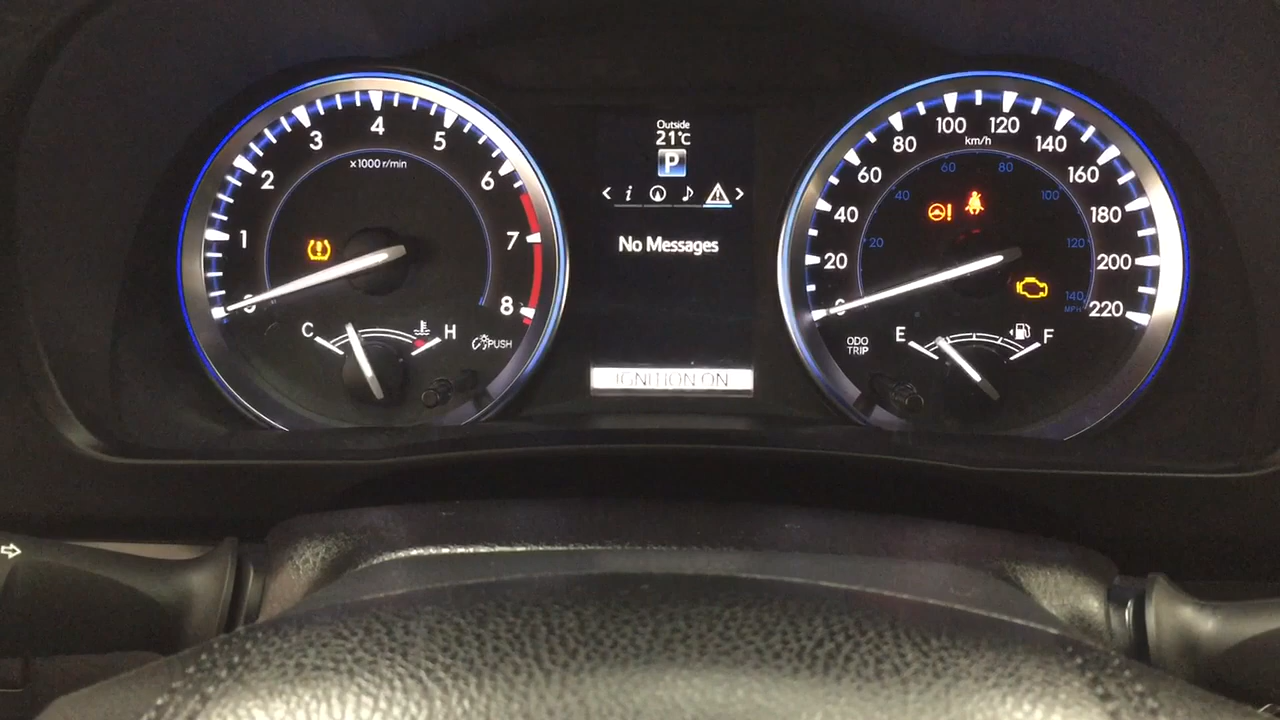 1
2
3
4
5
6
7
8
x1000 r/min
C
H
PUSH
Outside
21°C
P
< i >
No Messages
IGNITION ON
0
20
40
60
80
100
120
140
160
180
200
220
km/h
20
40
60
80
100
120
140
MPH
ODO
TRIP
E
F